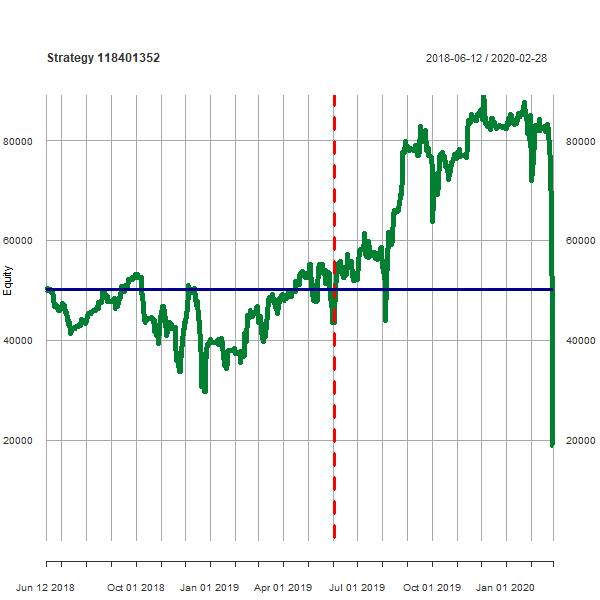 Strategy 118401352
2018-06-12 / 2020-02-28
80000
80000
60000
60000
Equity
40000
40000
20000
20000
Jun 12 2018
Oct 01 2018
Jan 01 2019
Apr 01 2019
Jul 01 2019
Oct 01 2019
Jan 01 2020